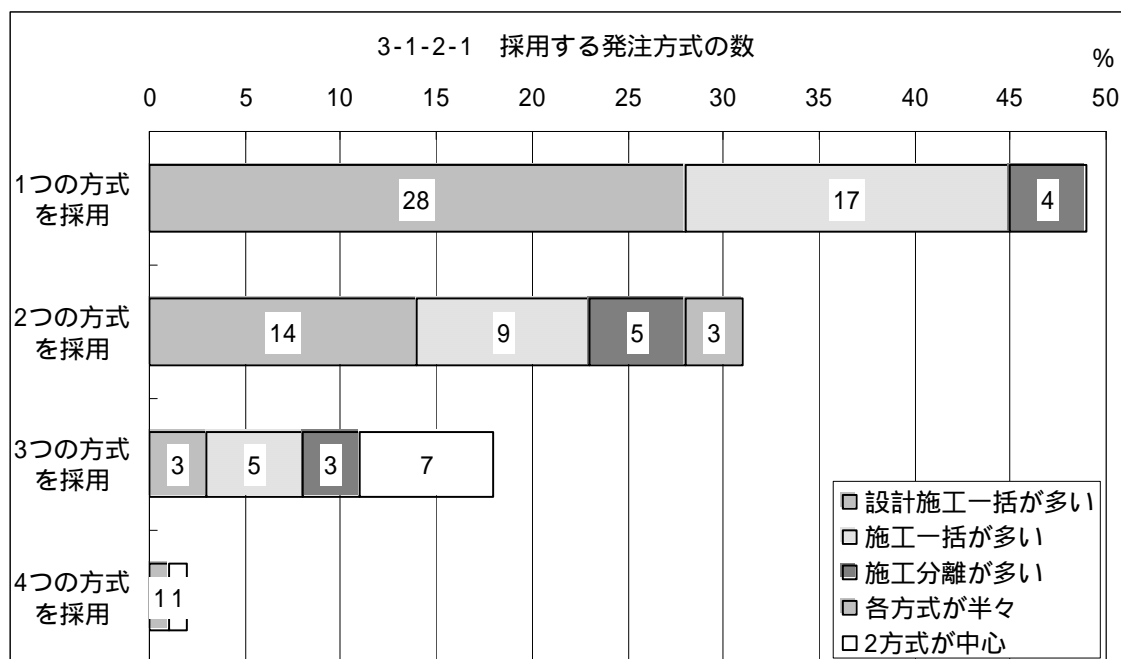 3-1-2-1　採用する発注方式の数
%
0 5 10 15 20 25 30 35 40 45 50
1つの方式
を採用
28 17 4
2つの方式
を採用
14 9 5 3
3つの方式
を採用
3 5 3 7
4つの方式
を採用
1 1
設計施工一括が多い
施工一括が多い
施工分離が多い
各方式が半々
2方式が中心